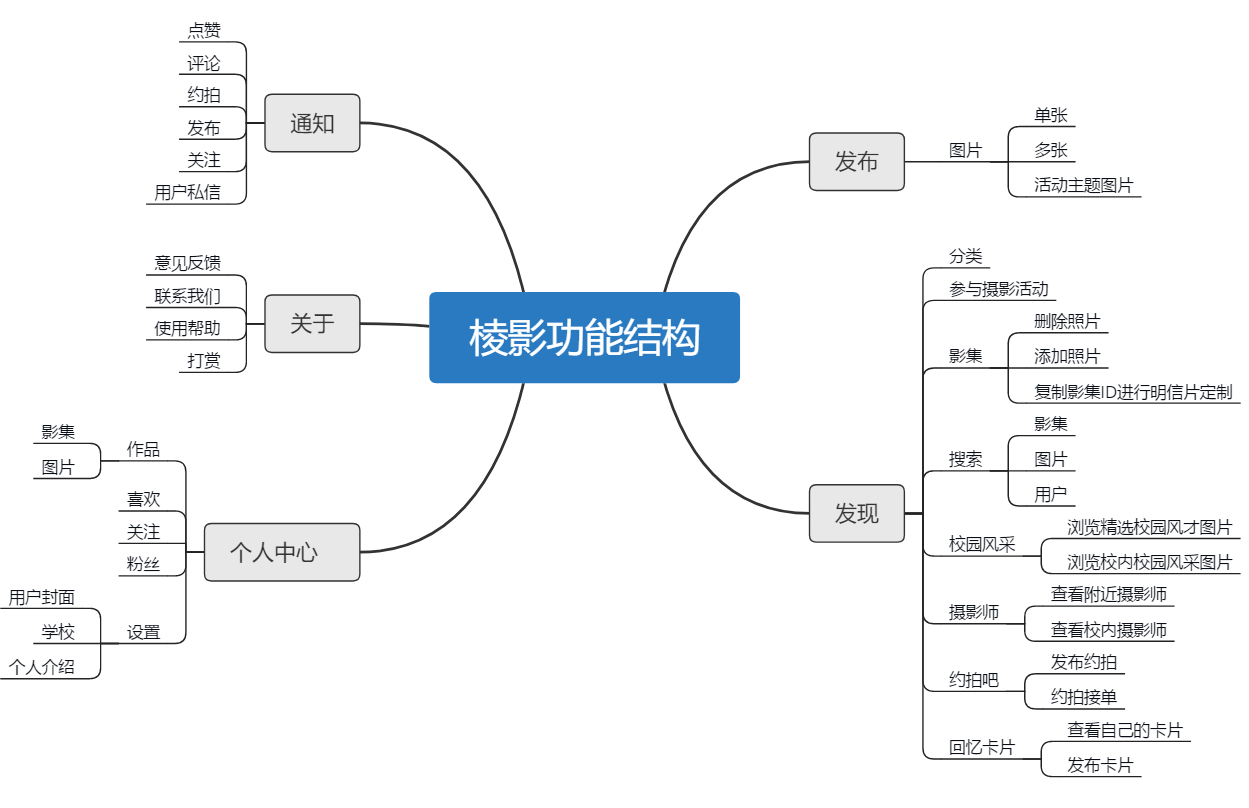 棱影功能结构
通知
点赞
评论
约拍
发布
关注
用户私信
关于
意见反馈
联系我们
使用帮助
打赏
个人中心
作品
影集
图片
喜欢
关注
粉丝
设置
用户封面
学校
个人介绍
发布
图片
单张
多张
活动主题图片
发现
分类
参与摄影活动
影集
删除照片
添加照片
复制影集ID进行明信片定制
搜索
影集
图片
用户
校园风采
浏览精选校园风才图片
浏览校内校园风采图片
摄影师
查看附近摄影师
查看校内摄影师
约拍吧
发布约拍
约拍接单
回忆卡片
查看自己的卡片
发布卡片